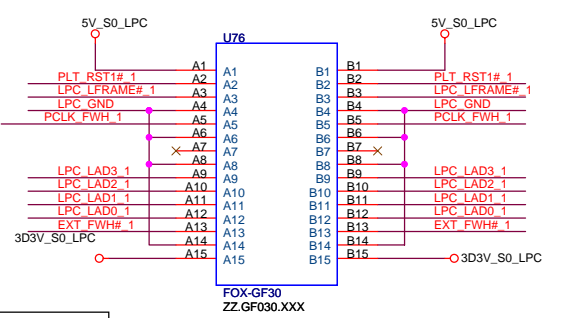 5V_S0_LPC 5V_S0_LPC
U76
A1 A1 B1 B1
PLT_RST1#_1 A2 A2 B2 B2 PLT_RST1#_1
LPC_LFRAME#_1 A3 A3 B3 B3 LPC_LFRAME#_1
LPC_GND A4 A4 B4 B4 LPC_GND
PCLK_FWH_1 A5 A5 B5 B5 PCLK_FWH_1
A6 A6 B6 B6
A7 A7 B7 B7
A8 A8 B8 B8
LPC_LAD3_1 A9 A9 B9 B9 LPC_LAD3_1
LPC_LAD2_1 A10 A10 B10 B10 LPC_LAD2_1
LPC_LAD1_1 A11 A11 B11 B11 LPC_LAD1_1
LPC_LAD0_1 A12 A12 B12 B12 LPC_LAD0_1
EXT_FWH#_1 A13 A13 B13 B13 EXT_FWH#_1
3D3V_S0_LPC A14 A14 B14 B14
A15 A15 B15 B15 3D3V_S0_LPC
FOX-GF30
ZZ.GF030.XXX